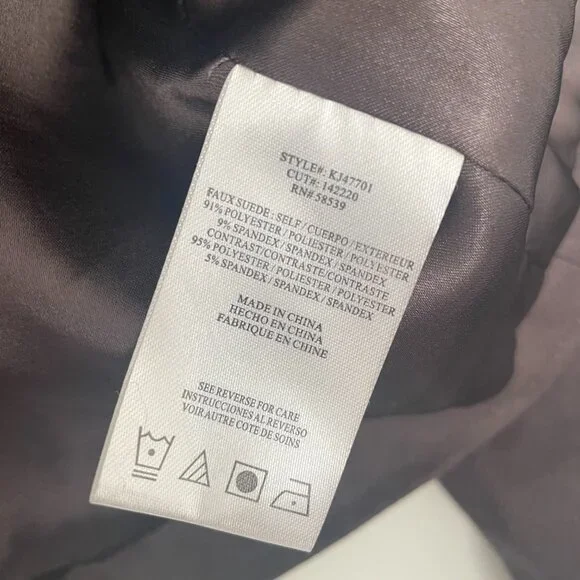 STYLE#: KJ47701
CUT#: 142220
RN# 58539
FAUX SUEDE : SELF / CUERPO / EXTERIEUR
91% POLYESTER / POLIESTER / POLYESTER
9% SPANDEX / SPANDEX / SPANDEX
CONTRAST/CONTRASTE/CONTRASTE
95% POLYESTER / POLIESTER / POLYESTER
5% SPANDEX / SPANDEX / SPANDEX
MADE IN CHINA
HECHO EN CHINA
FABRIQUE EN CHINE
SEE REVERSE FOR CARE
INSTRUCCIONES AL REVERSO
VOIR AUTRE COTE DE SOINS